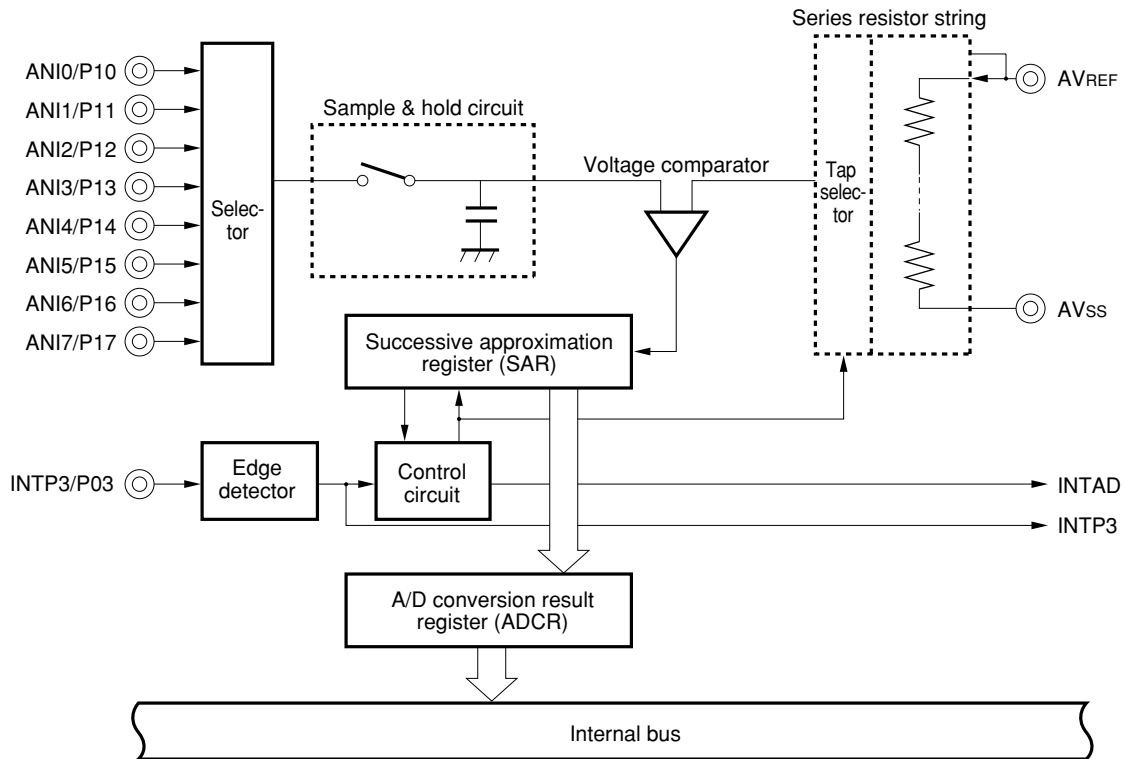 Series resistor string
ANI0/P10
ANI1/P11
ANI2/P12
ANI3/P13
ANI4/P14
ANI5/P15
ANI6/P16
ANI7/P17
Selec-
tor
Sample & hold circuit
Voltage comparator
Tap
selec-
tor
AVREF
AVSS
Successive approximation
register (SAR)
INTP3/P03
Edge
detector
Control
circuit
INTAD
INTP3
A/D conversion result
register (ADCR)
Internal bus